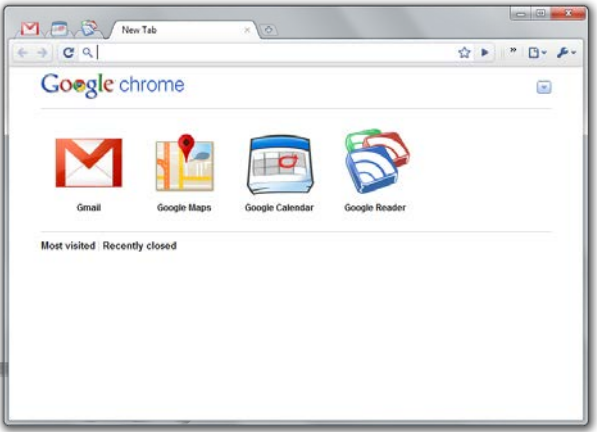 New Tab
Google chrome
Gmail
Google Maps
Google Calendar
Google Reader
Most visited | Recently closed